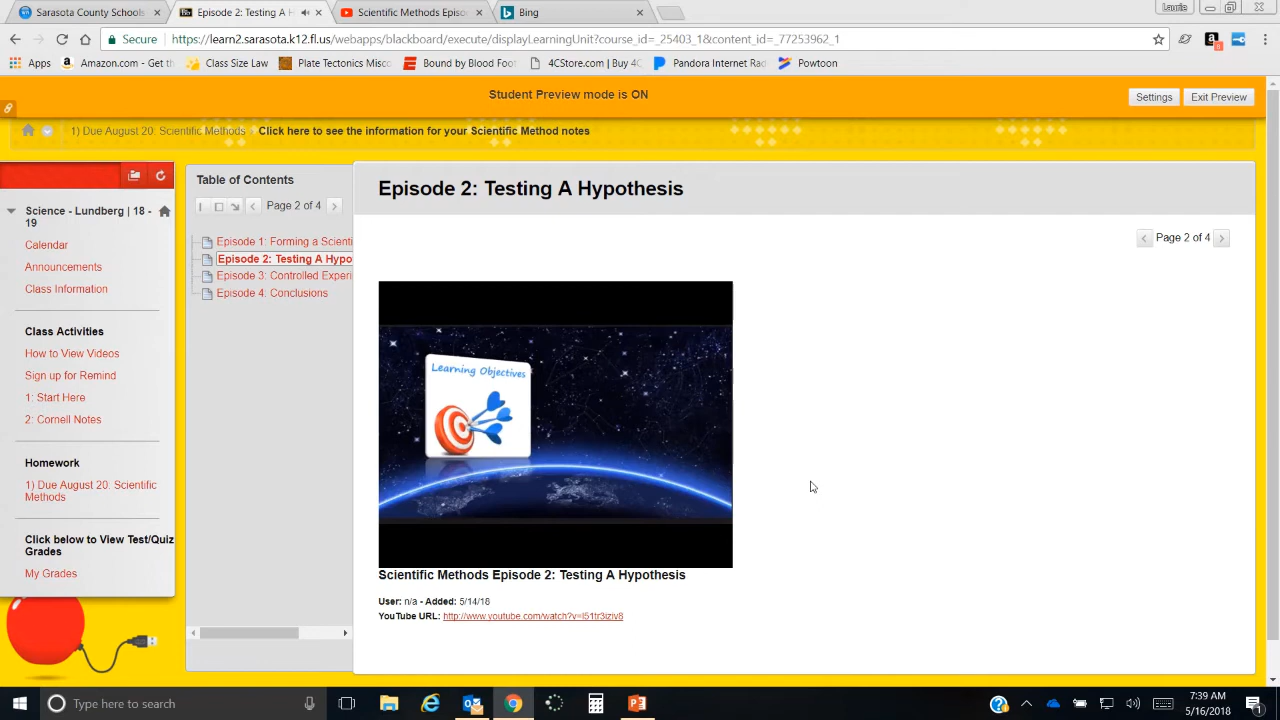 Sarasota County Schools
Episode 2: Testing A H
Scientific Methods Episo
Bing
Secure
https://learn2.sarasota.k12.fl.us/webapps/blackboard/execute/displayLearningUnit?course_id=_25403_1&content_id=_77253962_1
Apps
Amazon.com - Get th
Class Size Law
Plate Tectonics Misco
Bound by Blood Foot
4Store.com | Buy 4C
Pandora Internet Rad
Powtoon
Student Preview mode is ON
Settings
Exit Preview
1) Due August 20: Scientific Methods
Click here to see the information for your Scientific Method notes
Science - Lundberg | 18 -
19
Calendar
Announcements
Class Information
Class Activities
How to View Videos
Sign up for Remind
1: Start Here
2: Cornell Notes
Homework
1) Due August 20: Scientific
Methods
Click below to View Test/Quiz
Grades
My Grades
Table of Contents
Page 2 of 4
Episode 1: Forming a Scienti
Episode 2: Testing A Hypo
Episode 3: Controlled Experi
Episode 4: Conclusions
Episode 2: Testing A Hypothesis
Page 2 of 4
Learning Objectives
Scientific Methods Episode 2: Testing A Hypothesis
User: n/a - Added: 5/14/18
YouTube URL: http://www.youtube.com/watch?v=l51tr3iziv8
Type here to search
7:39 AM
5/16/2018